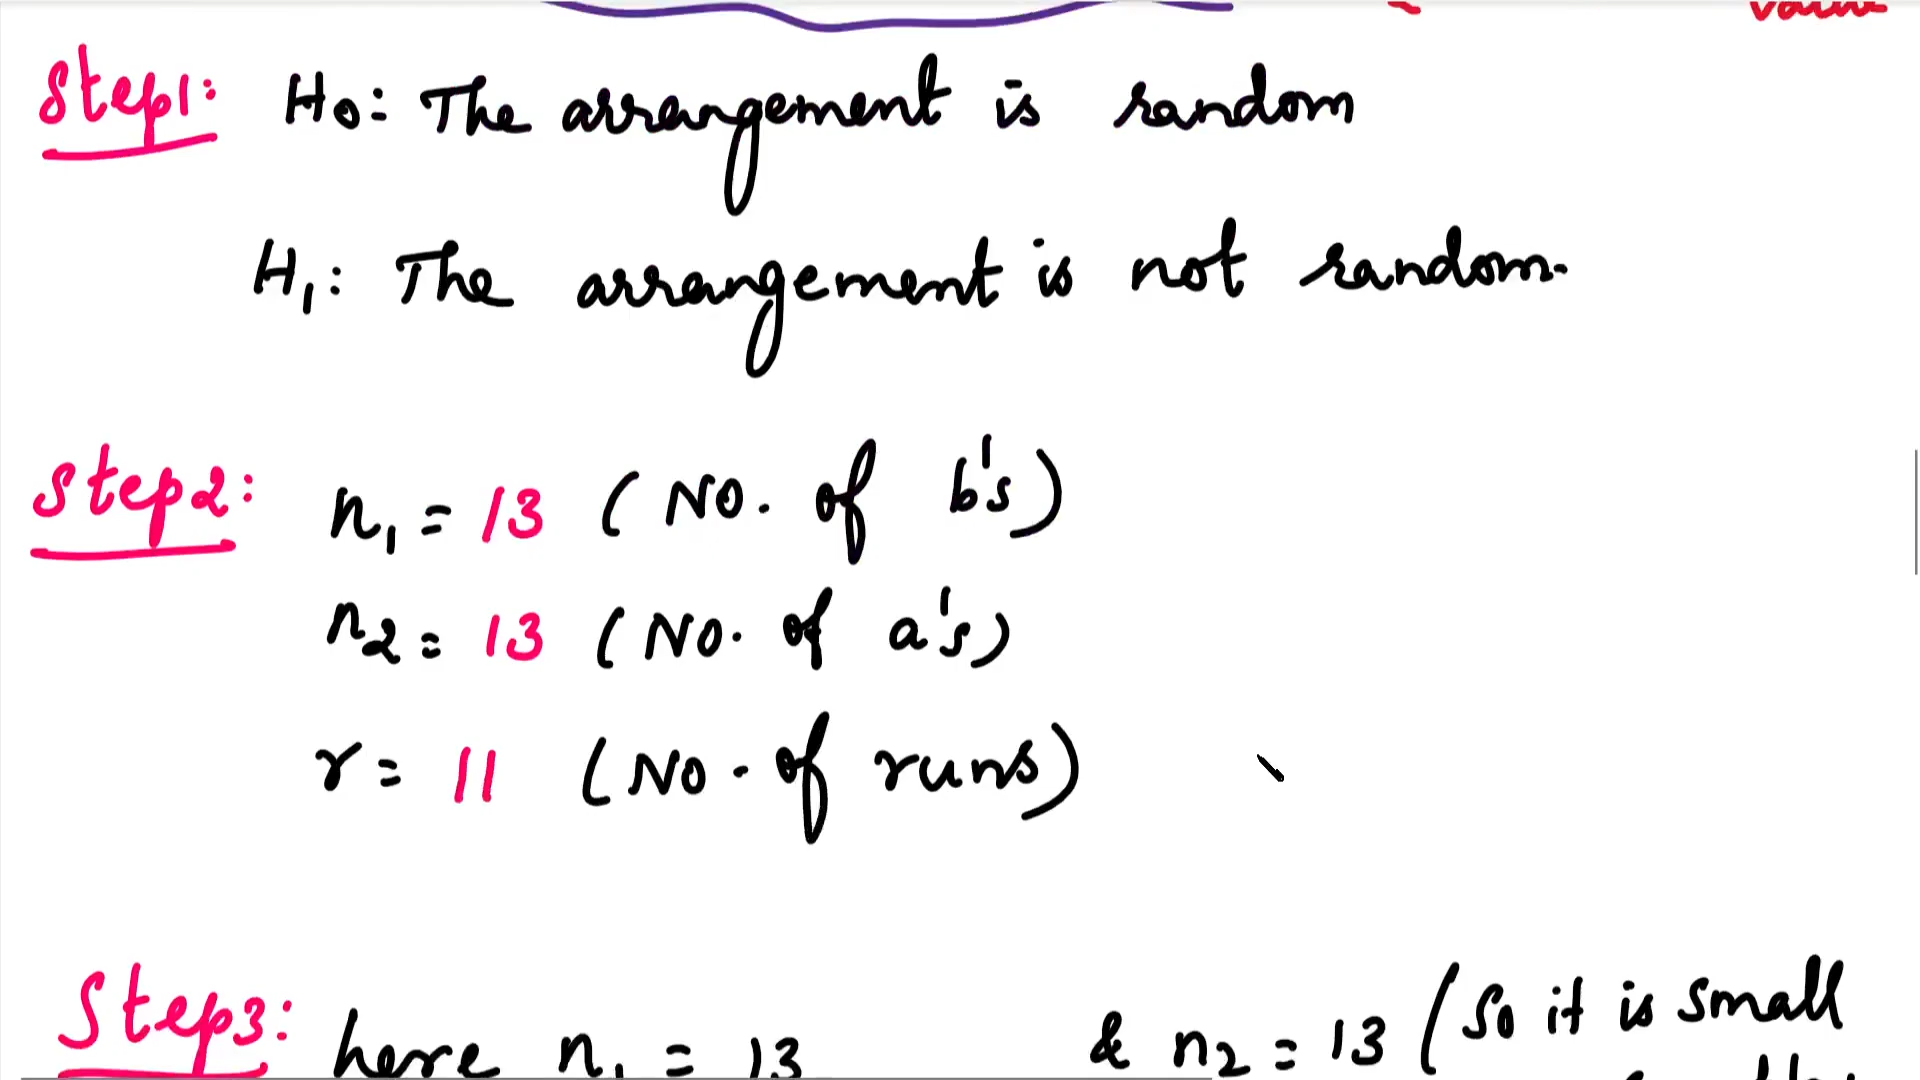 Step1: H0: The arrangement is random
H1: The arrangement is not random.
Step2: n1 = 13 (No. of b's)
n2 = 13 (No. of a's)
r = 11 (No. of runs)
Step3: here n1 = 13 & n2 = 13 (So it is small